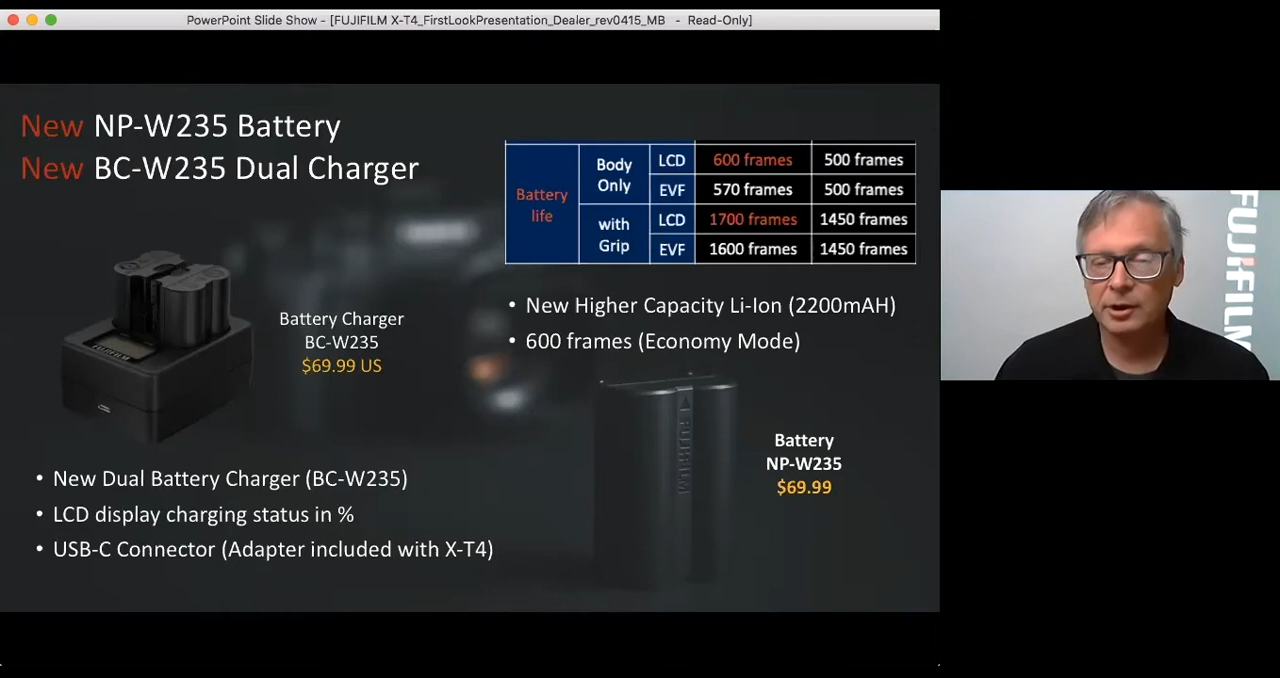 PowerPoint Slide Show - [FUJIFILM X-T4_FirstLookPresentation_Dealer_rev0415_MB - Read-Only]
New NP-W235 Battery
New BC-W235 Dual Charger
Battery life
Body Only
LCD 600 frames 500 frames
EVF 570 frames 500 frames
with Grip
LCD 1700 frames 1450 frames
EVF 1600 frames 1450 frames
• New Higher Capacity Li-Ion (2200mAH)
• 600 frames (Economy Mode)
Battery Charger
BC-W235
$69.99 US
FUJIFILM
Battery
NP-W235
$69.99
FUJIFILM
• New Dual Battery Charger (BC-W235)
• LCD display charging status in %
• USB-C Connector (Adapter included with X-T4)
FUJIFILM